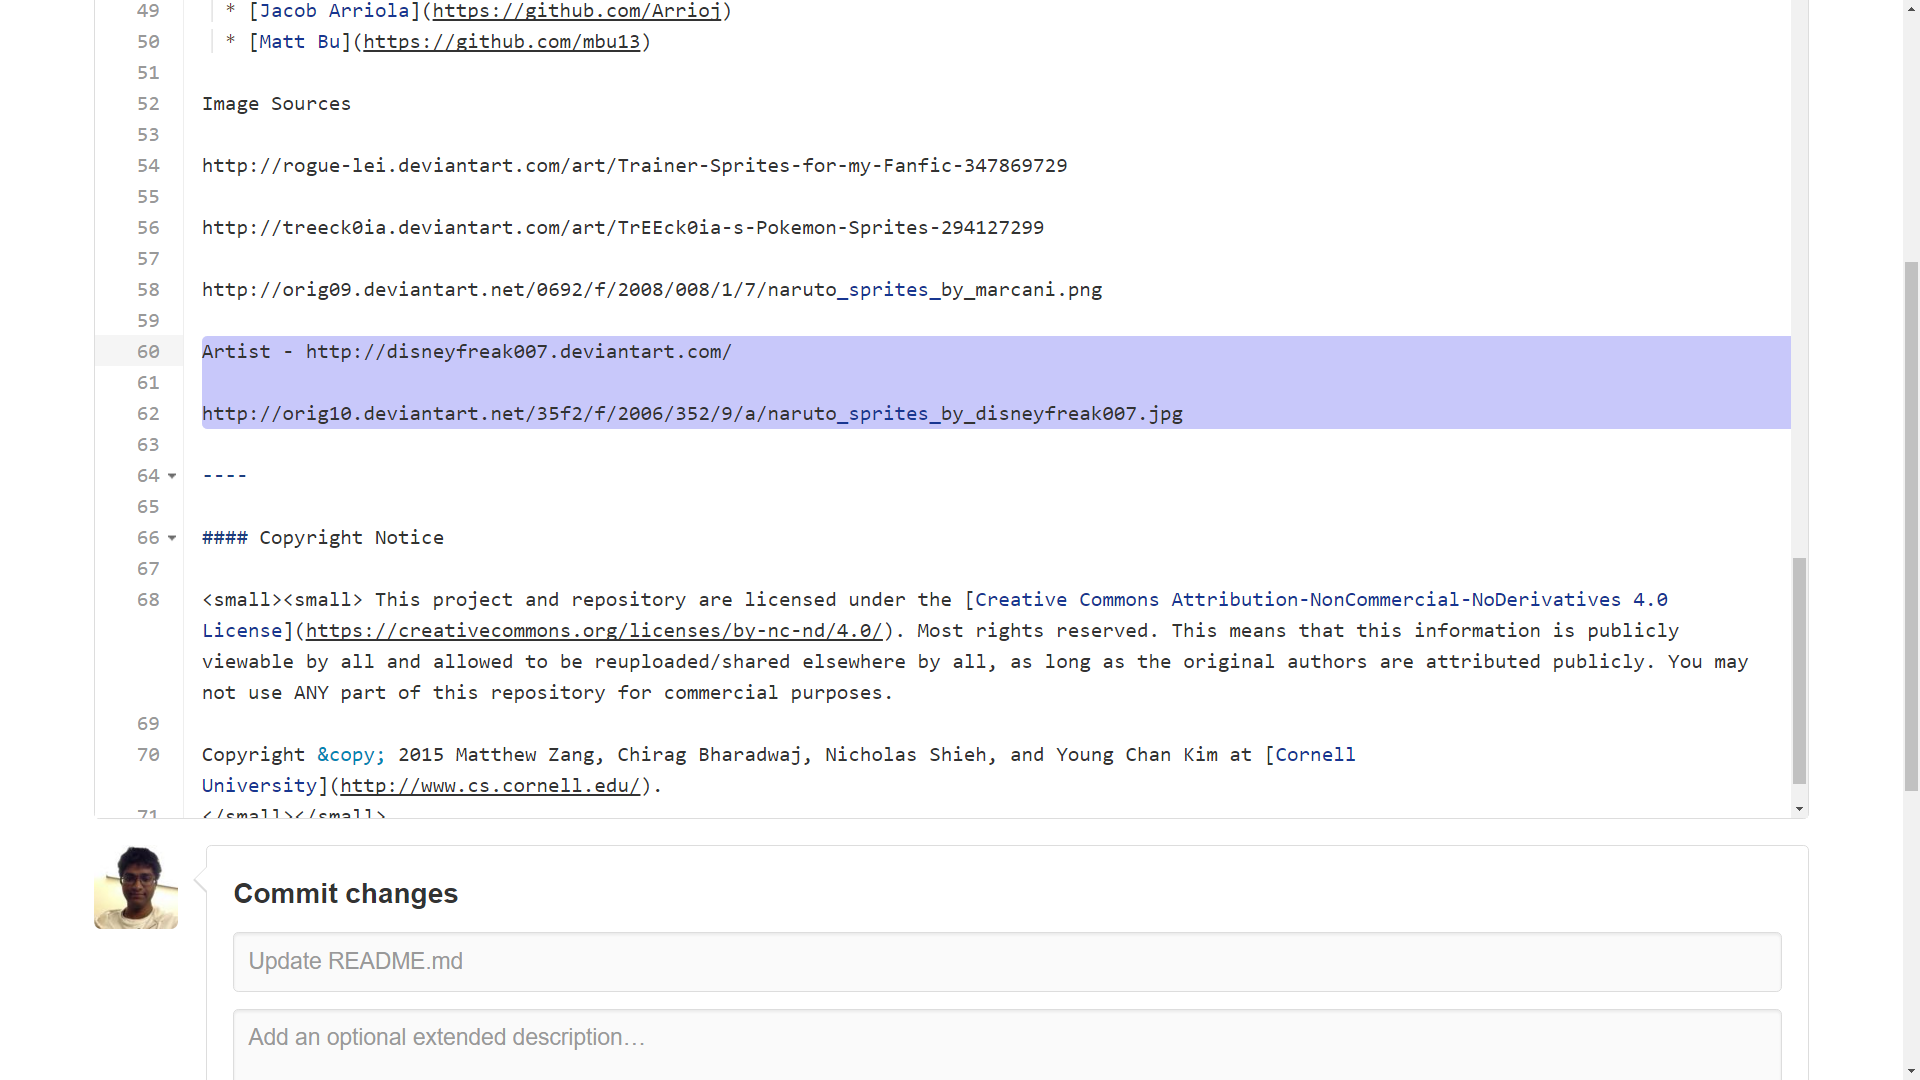 49 * [Jacob Arriola](https://github.com/Arrioj)
50 * [Matt Bu](https://github.com/mbu13)
51
52 Image Sources
53
54 http://rogue-lei.deviantart.com/art/Trainer-Sprites-for-my-Fanfic-347869729
55
56 http://treeck0ia.deviantart.com/art/TrEEck0ia-s-Pokemon-Sprites-294127299
57
58 http://orig09.deviantart.net/0692/f/2008/008/1/7/naruto_sprites_by_marcani.png
59
60 Artist - http://disneyfreak007.deviantart.com/
61
62 http://orig10.deviantart.net/35f2/f/2006/352/9/a/naruto_sprites_by_disneyfreak007.jpg
63
64 ----
65
66 #### Copyright Notice
67
68 <small><small> This project and repository are licensed under the [Creative Commons Attribution-NonCommercial-NoDerivatives 4.0
License](https://creativecommons.org/licenses/by-nc-nd/4.0/). Most rights reserved. This means that this information is publicly
viewable by all and allowed to be reuploaded/shared elsewhere by all, as long as the original authors are attributed publicly. You may
not use ANY part of this repository for commercial purposes.
69
70 Copyright &copy; 2015 Matthew Zang, Chirag Bharadwaj, Nicholas Shieh, and Young Chan Kim at [Cornell
University](http://www.cs.cornell.edu/).
71 </small></small>
Commit changes
Update README.md
Add an optional extended description…